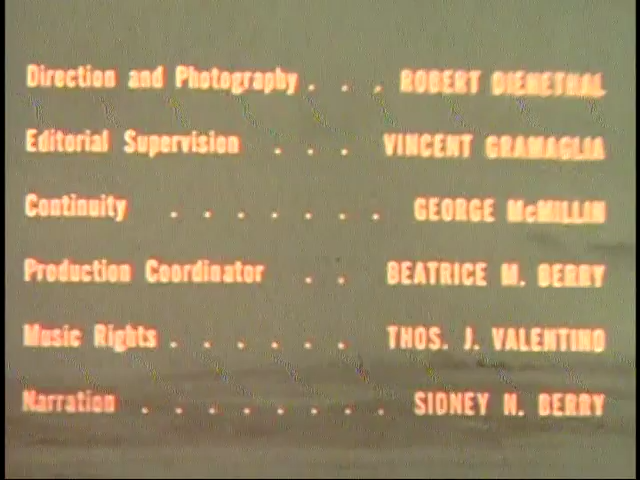 Direction and Photography . . . ROBERT DIENETHAL
Editorial Supervision . . . VINCENT GRAMAGLIA
Continuity . . . . . . . GEORGE McMILLIN
Production Coordinator . . BEATRICE M. BERRY
Music Rights . . . . . . THOS. J. VALENTINO
Narration . . . . . . . . SIDNEY N. BERRY